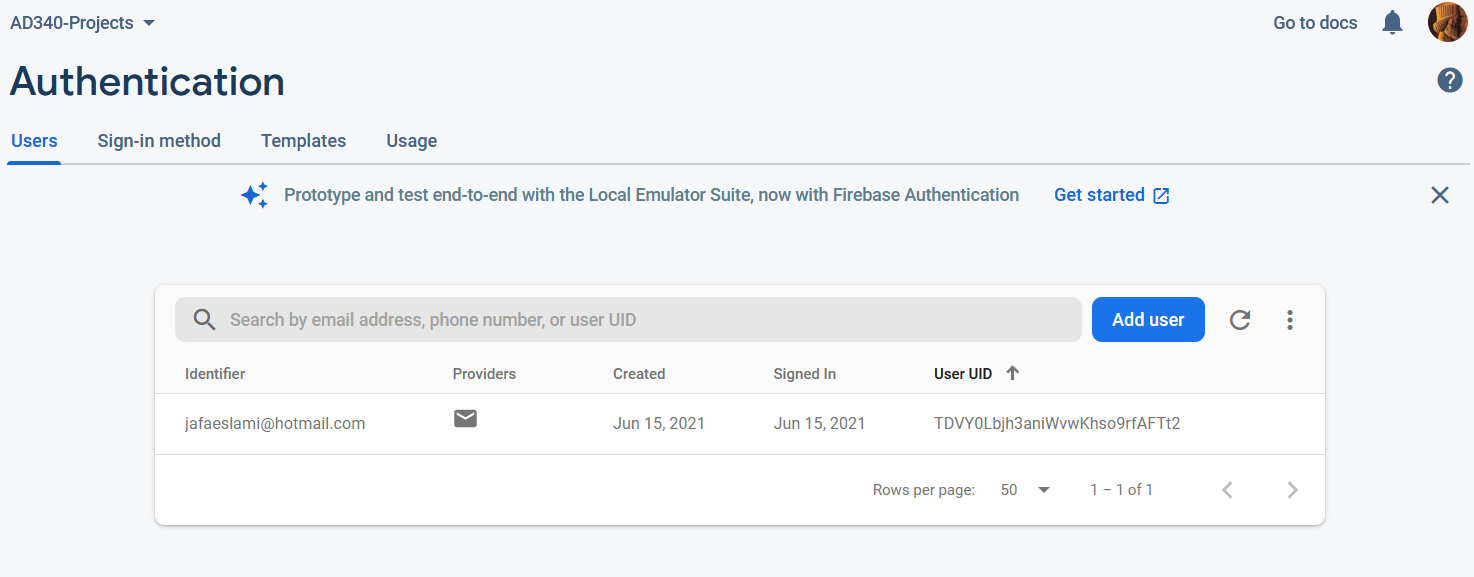 AD340-Projects Go to docs
Authentication
?
Users Sign-in method Templates Usage
Prototype and test end-to-end with the Local Emulator Suite, now with Firebase Authentication Get started
Search by email address, phone number, or user UID Add user
Identifier Providers Created Signed In User UID
jafaeslami@hotmail.com Jun 15, 2021 Jun 15, 2021 TDVY0Lbjh3aniWvwKhso9rfAFTt2
Rows per page: 50 1 – 1 of 1